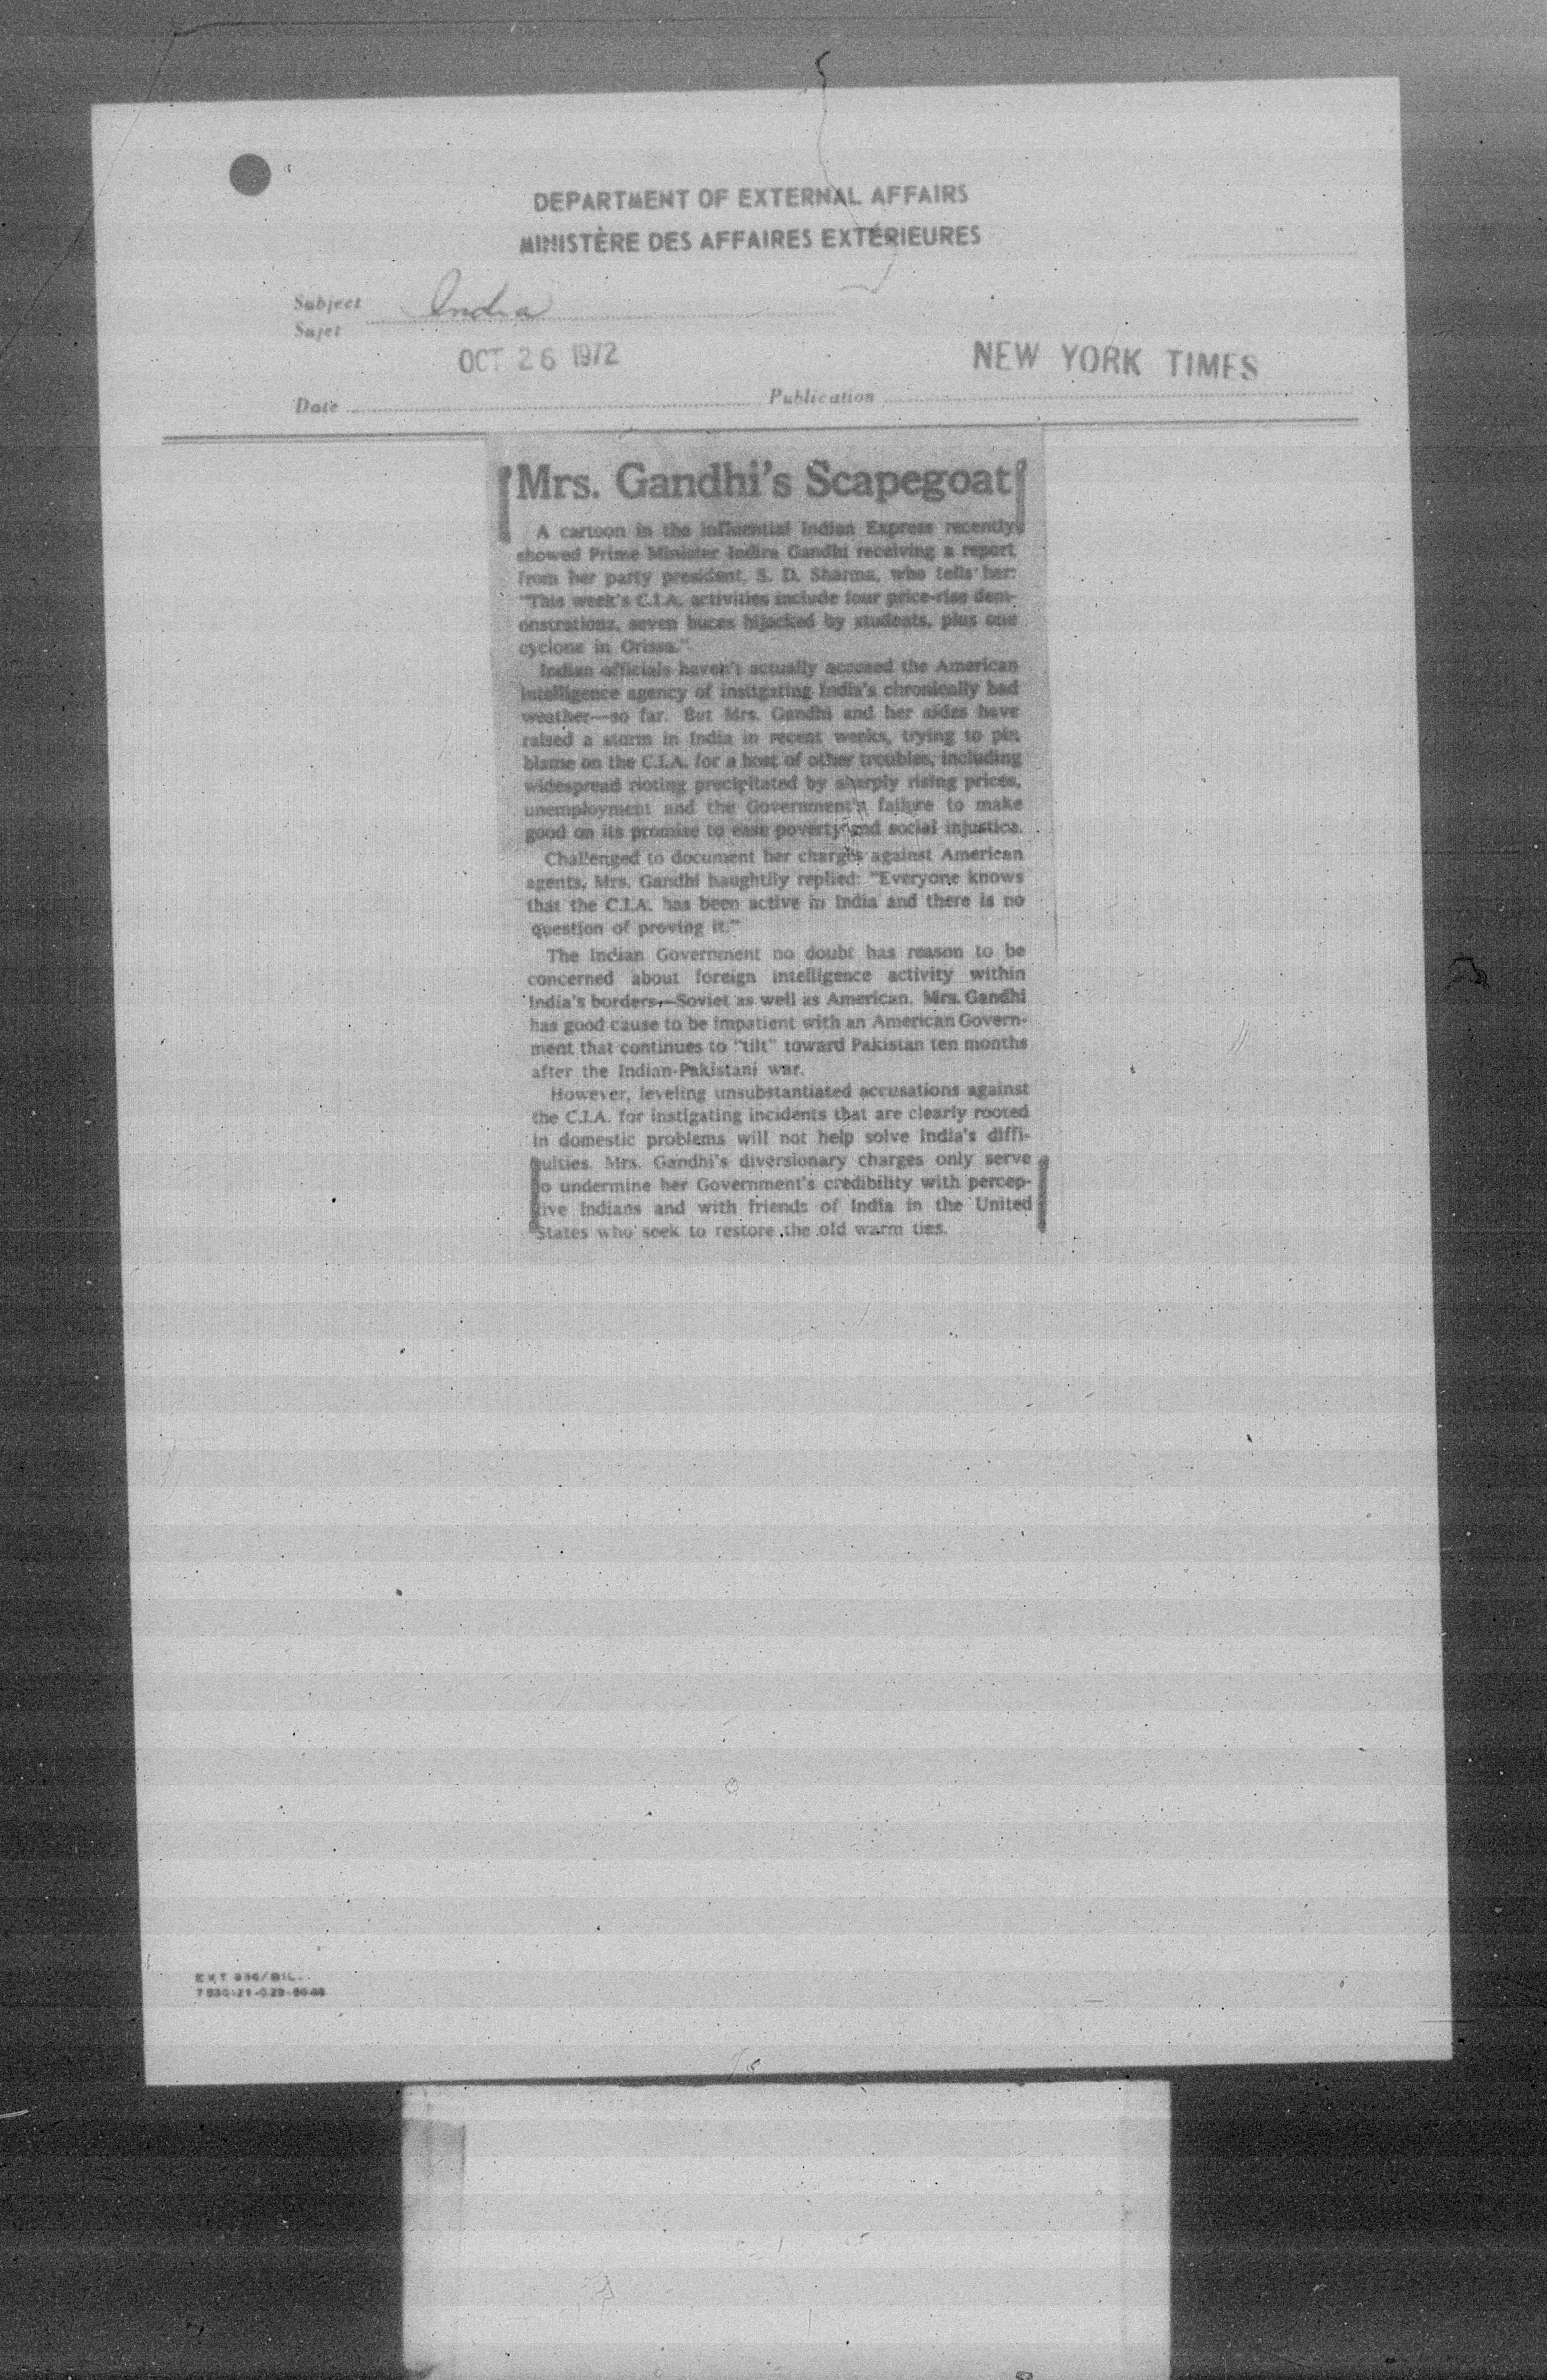 DEPARTMENT OF EXTERNAL AFFAIRS
MINISTÈRE DES AFFAIRES EXTÉRIEURES
Subject
Sujet
India
OCT 26 1972
NEW YORK TIMES
Date
Publication
Mrs. Gandhi's Scapegoat
A cartoon in the influential Indian Express recently
showed Prime Minister Indira Gandhi receiving a report
from her party president, S. D. Sharma, who tells her:
"This week's C.I.A. activities include four price-rise dem-
onstrations, seven buses hijacked by students, plus one
cyclone in Orissa."
Indian officials haven't actually accused the American
intelligence agency of instigating India's chronically bad
weather—so far. But Mrs. Gandhi and her aides have
raised a storm in India in recent weeks, trying to pin
blame on the C.I.A. for a host of other troubles, including
widespread rioting precipitated by sharply rising prices,
unemployment and the Government's failure to make
good on its promise to ease poverty and social injustice.
Challenged to document her charges against American
agents, Mrs. Gandhi haughtily replied: "Everyone knows
that the C.I.A. has been active in India and there is no
question of proving it."
The Indian Government no doubt has reason to be
concerned about foreign intelligence activity within
India's borders—Soviet as well as American. Mrs. Gandhi
has good cause to be impatient with an American Govern-
ment that continues to "tilt" toward Pakistan ten months
after the Indian-Pakistani war.
However, leveling unsubstantiated accusations against
the C.I.A. for instigating incidents that are clearly rooted
in domestic problems will not help solve India's diffi-
culties. Mrs. Gandhi's diversionary charges only serve
to undermine her Government's credibility with percep-
tive Indians and with friends of India in the United
States who seek to restore the old warm ties.
EXT